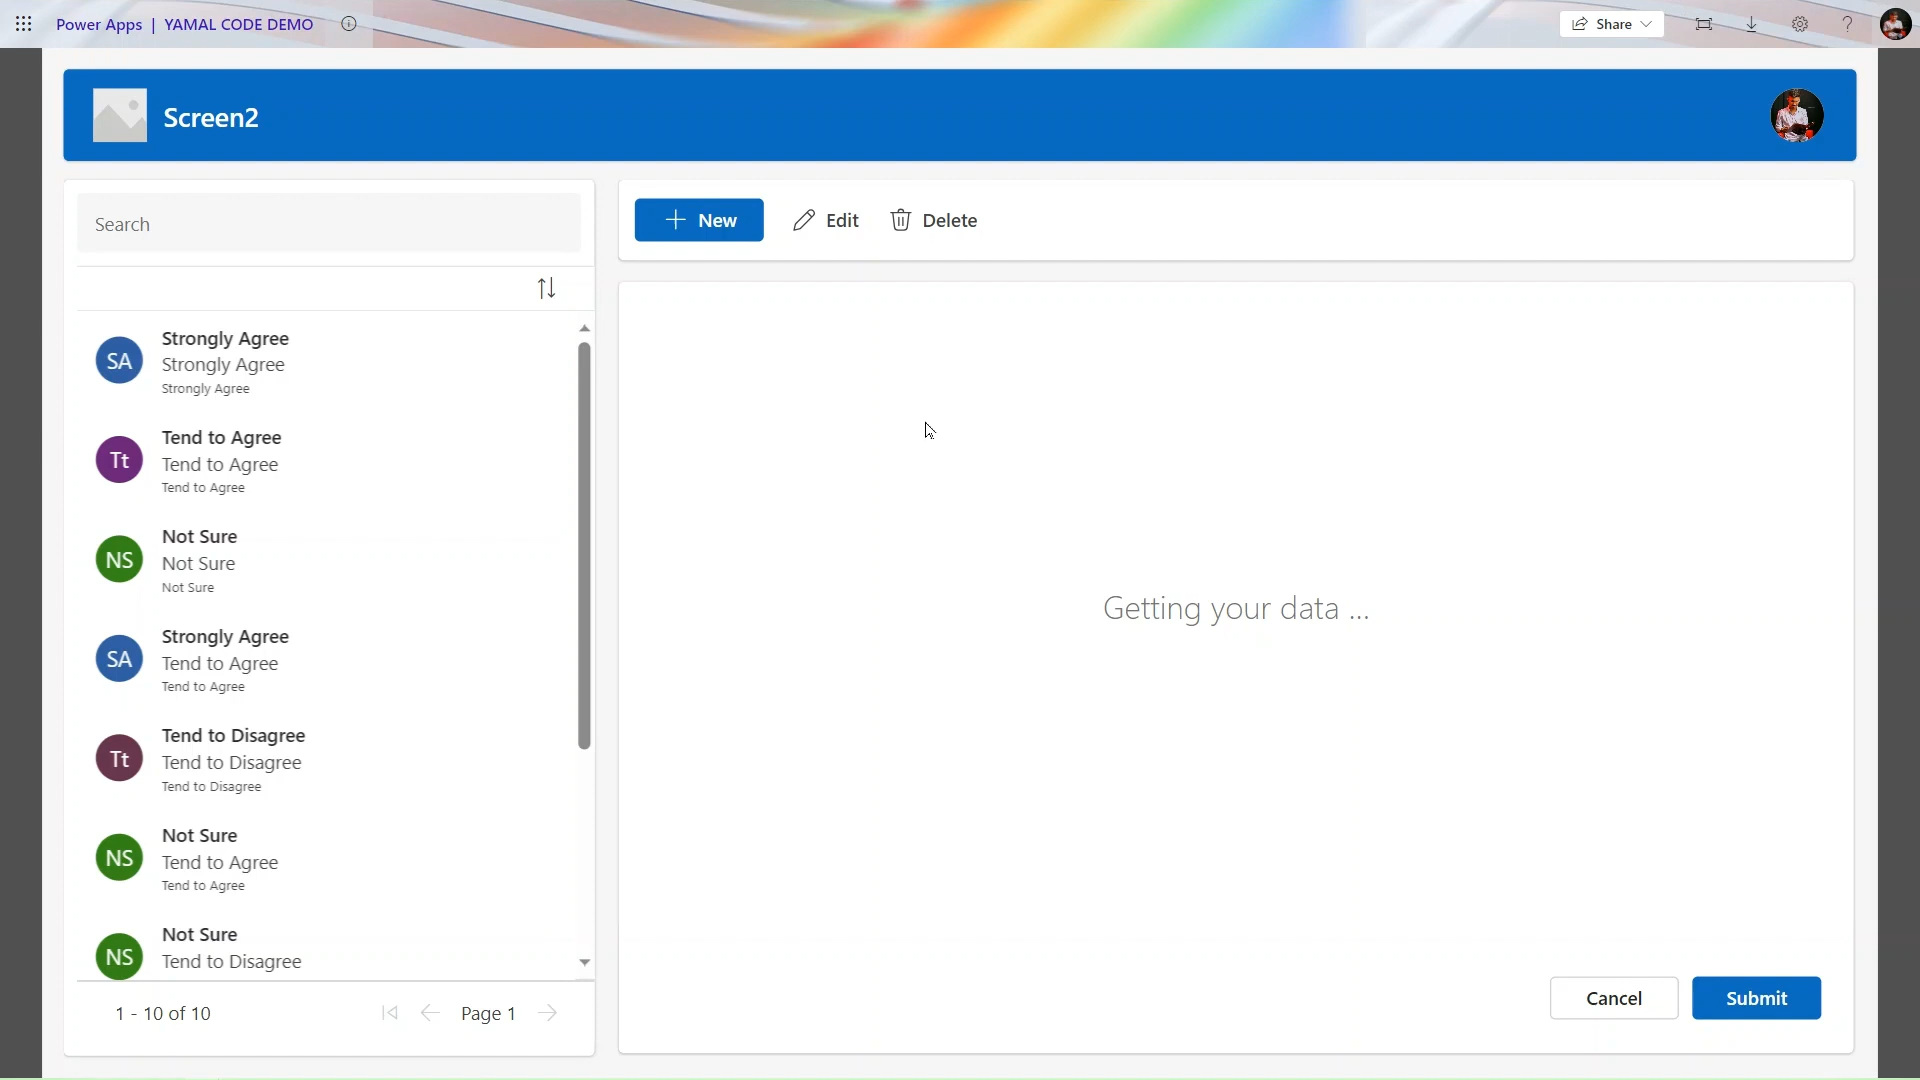 Power Apps | YAMAL CODE DEMO
Share
Screen2
Search
New
Edit
Delete
SA
Strongly Agree
Strongly Agree
Strongly Agree
Tt
Tend to Agree
Tend to Agree
Tend to Agree
NS
Not Sure
Not Sure
Not Sure
SA
Strongly Agree
Tend to Agree
Tend to Agree
Tt
Tend to Disagree
Tend to Disagree
Tend to Disagree
NS
Not Sure
Tend to Agree
Tend to Agree
NS
Not Sure
Tend to Disagree
1 - 10 of 10
Page 1
Getting your data ...
Cancel
Submit